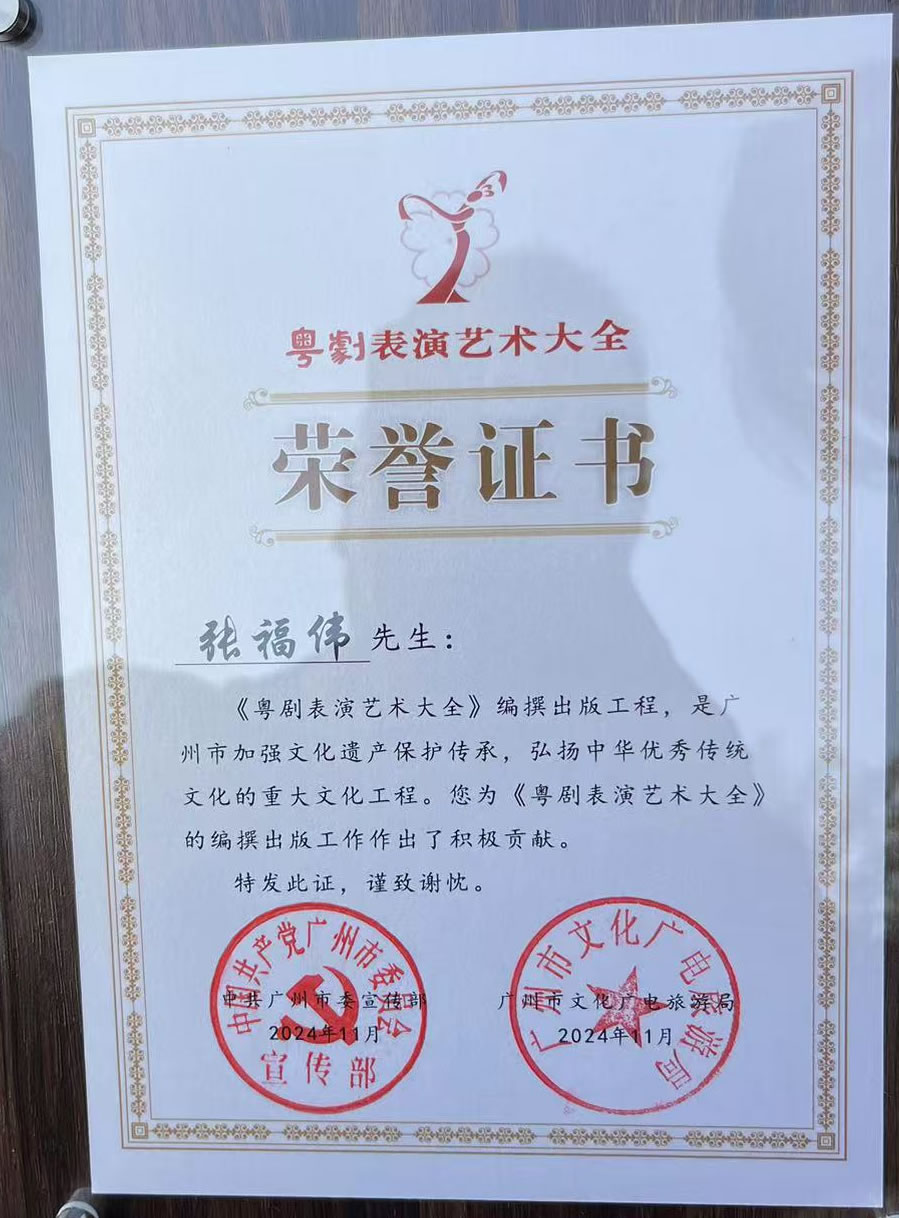 粤劇表演艺术大全
荣誉证书
张福伟先生：
《粤剧表演艺术大全》编撰出版工程，是广
州市加强文化遗产保护传承，弘扬中华优秀传统
文化的重大文化工程。您为《粤剧表演艺术大全》
的编撰出版工作作出了积极贡献。
特发此证，谨致谢忱。
中国共产党广州市委员会
宣传部
中共广州市委宣传部
2024年11月
广州市文化广电旅游局
广州市文化广电旅游局
2024年11月